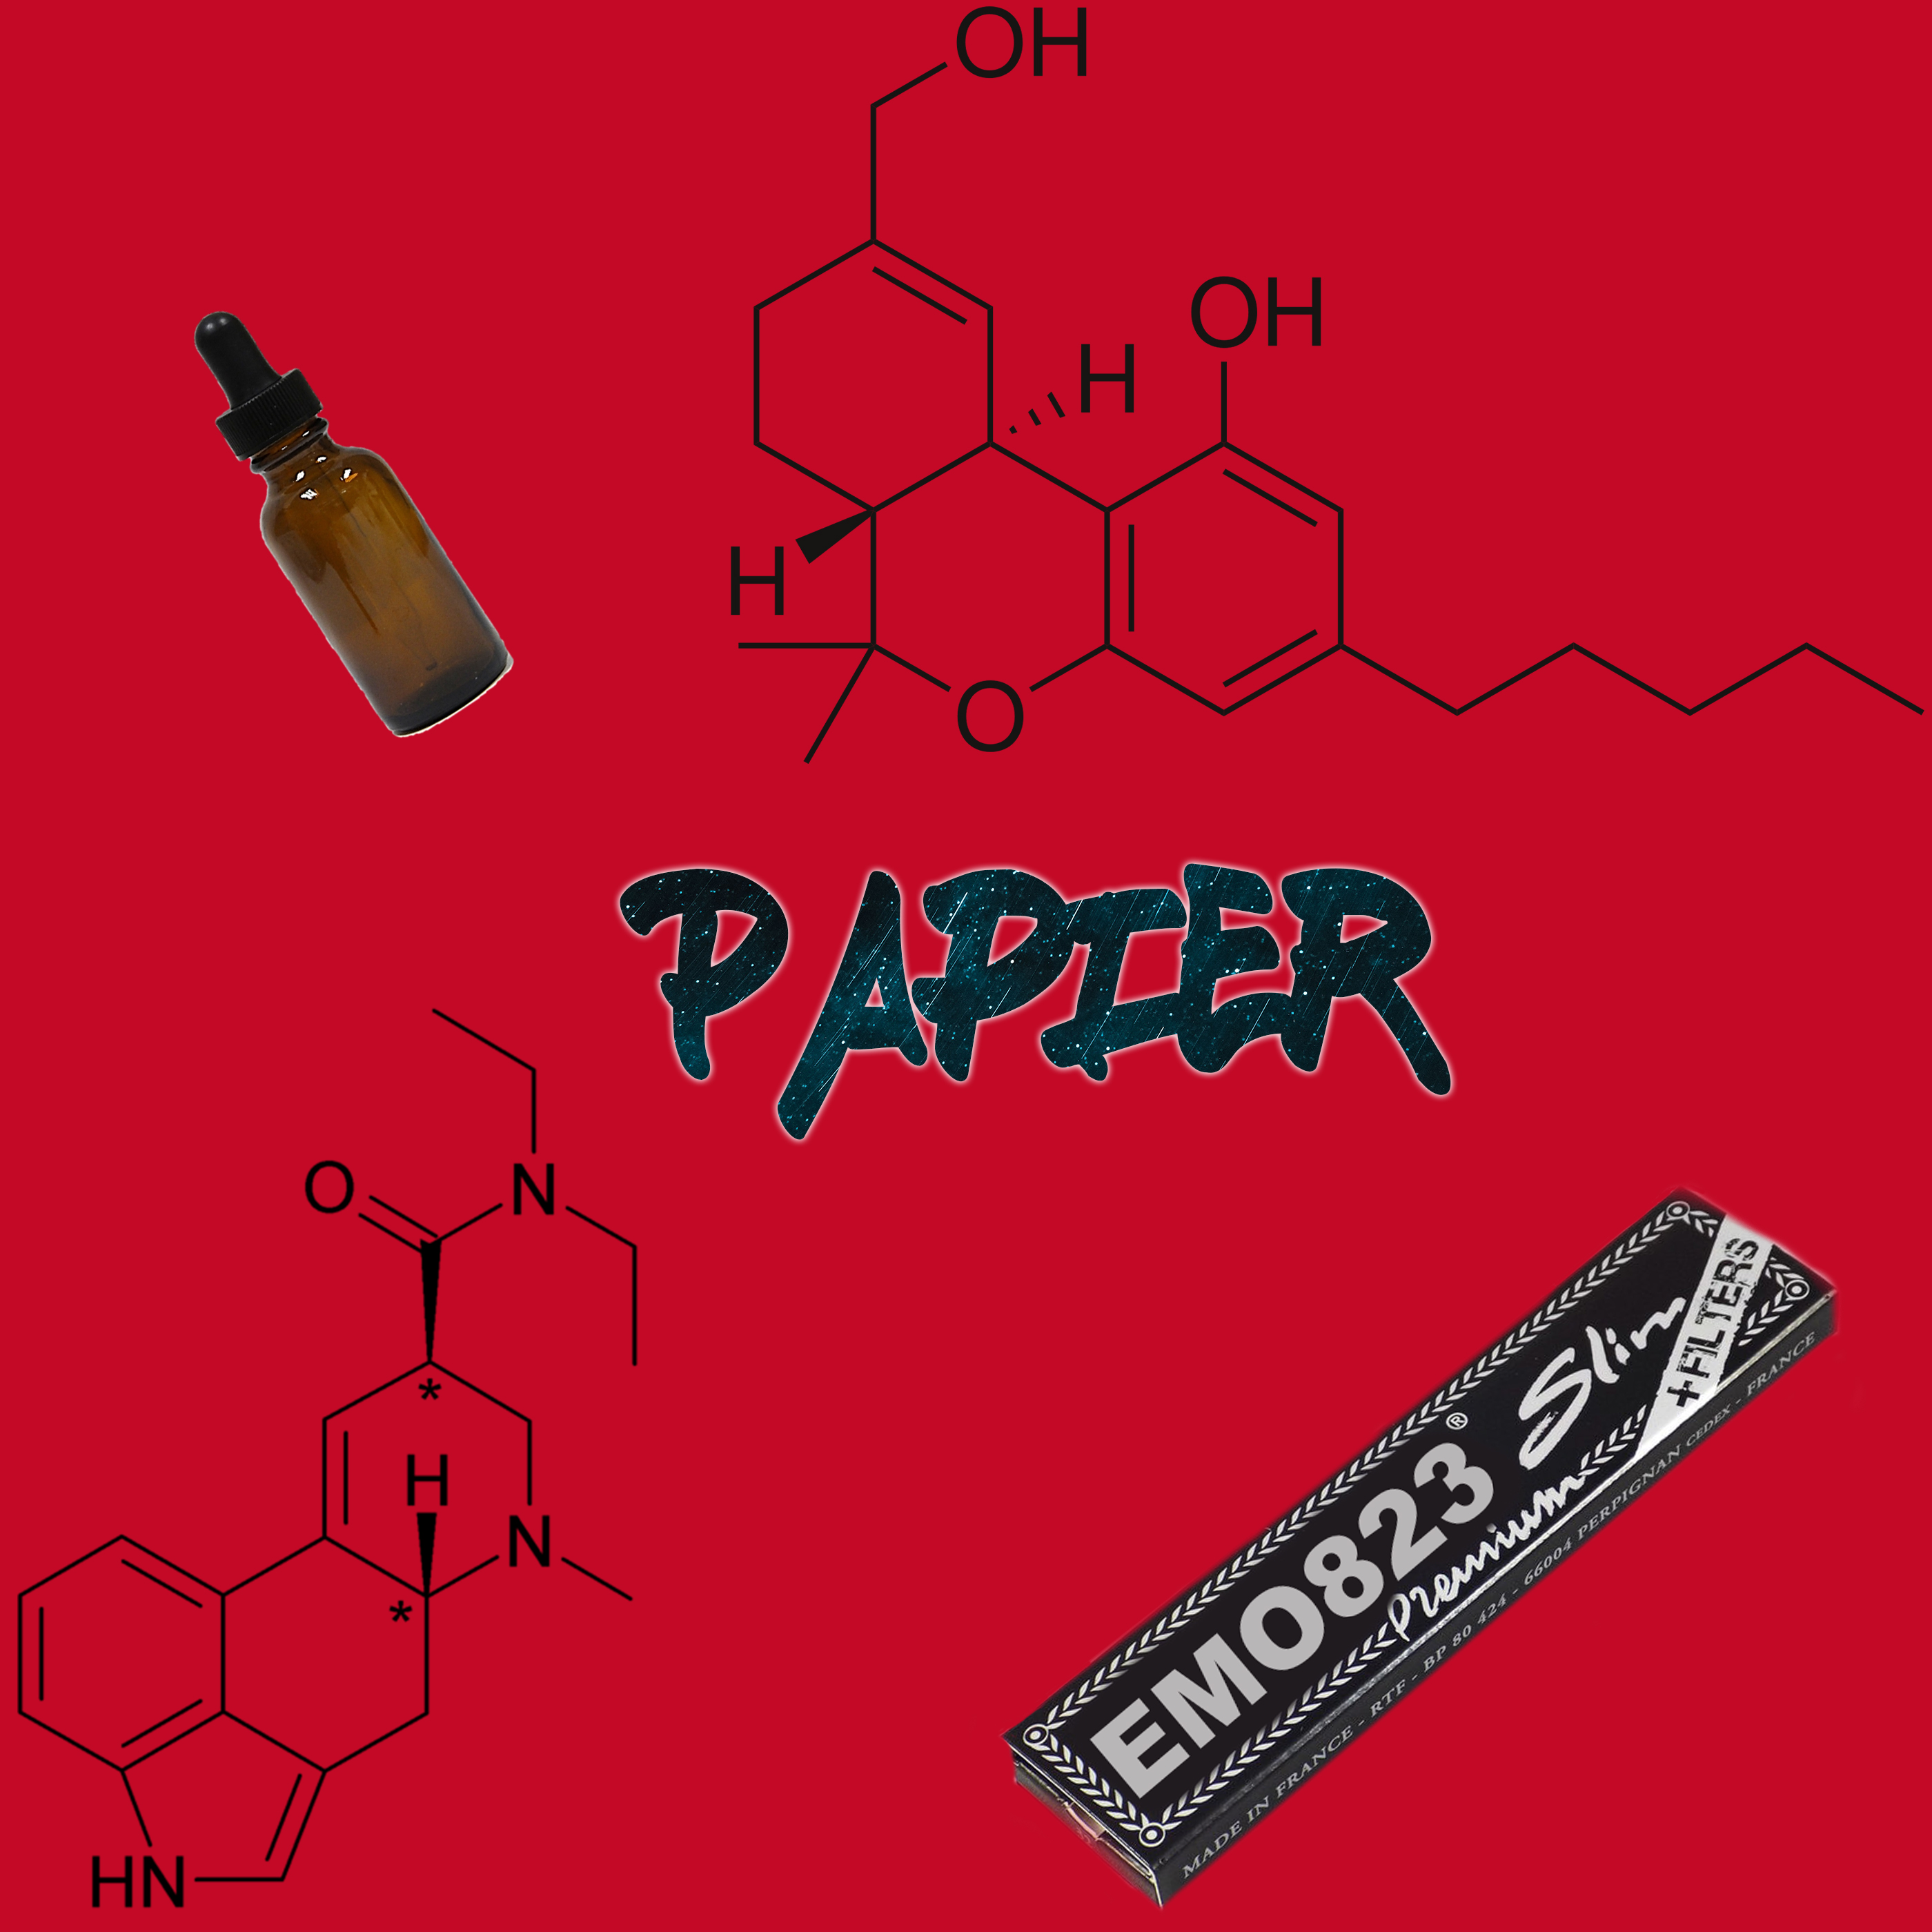 OH
OH
H
H
O
PAPIER
O
N
*
H
N
*
HN
EMO823® Slim
Premium
+FILTERS
MADE IN FRANCE - RTF - BP 80 424 - 66004 PERPIGNAN CEDEX - FRANCE